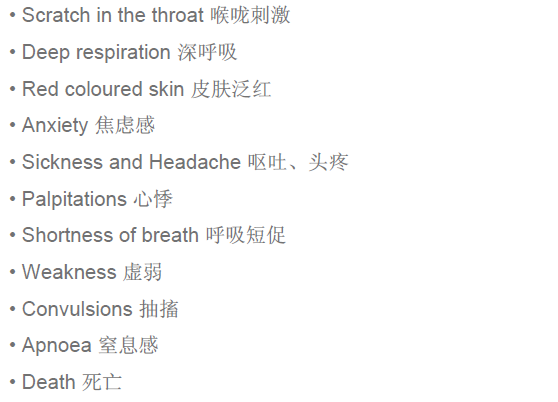 • Scratch in the throat 喉咙刺激
• Deep respiration 深呼吸
• Red coloured skin 皮肤泛红
• Anxiety 焦虑感
• Sickness and Headache 呕吐、头疼
• Palpitations 心悸
• Shortness of breath 呼吸短促
• Weakness 虚弱
• Convulsions 抽搐
• Apnoea 窒息感
• Death 死亡